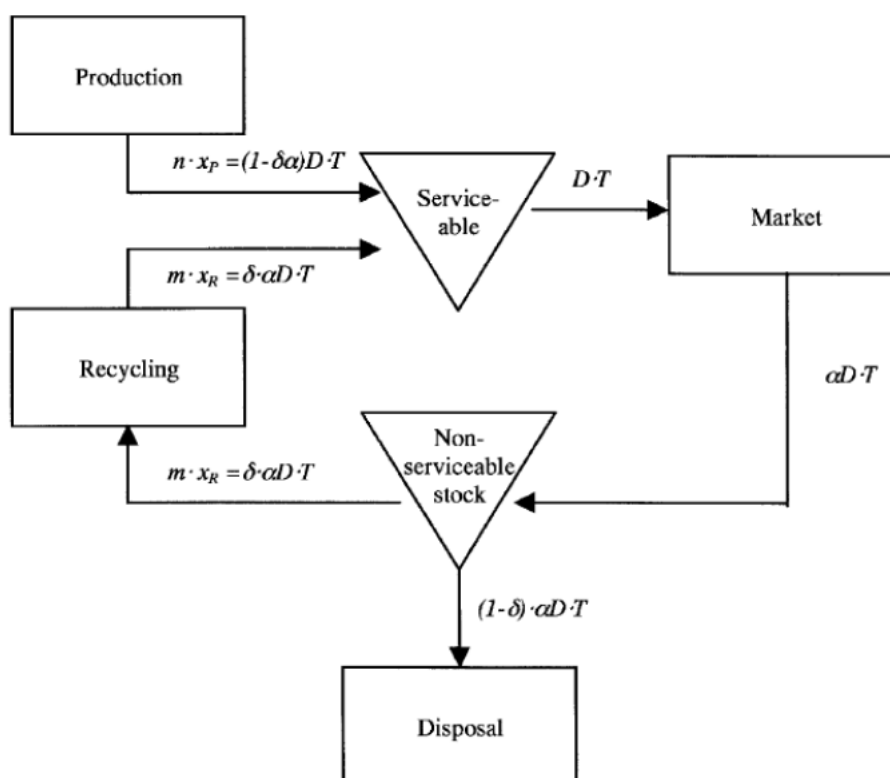 Production
n · x_P = (1-δα)D·T
Service-
able
D·T
Market
m · x_R = δ·αD·T
Recycling
αD·T
Non-
serviceable
stock
m · x_R = δ·αD·T
(1-δ)·αD·T
Disposal